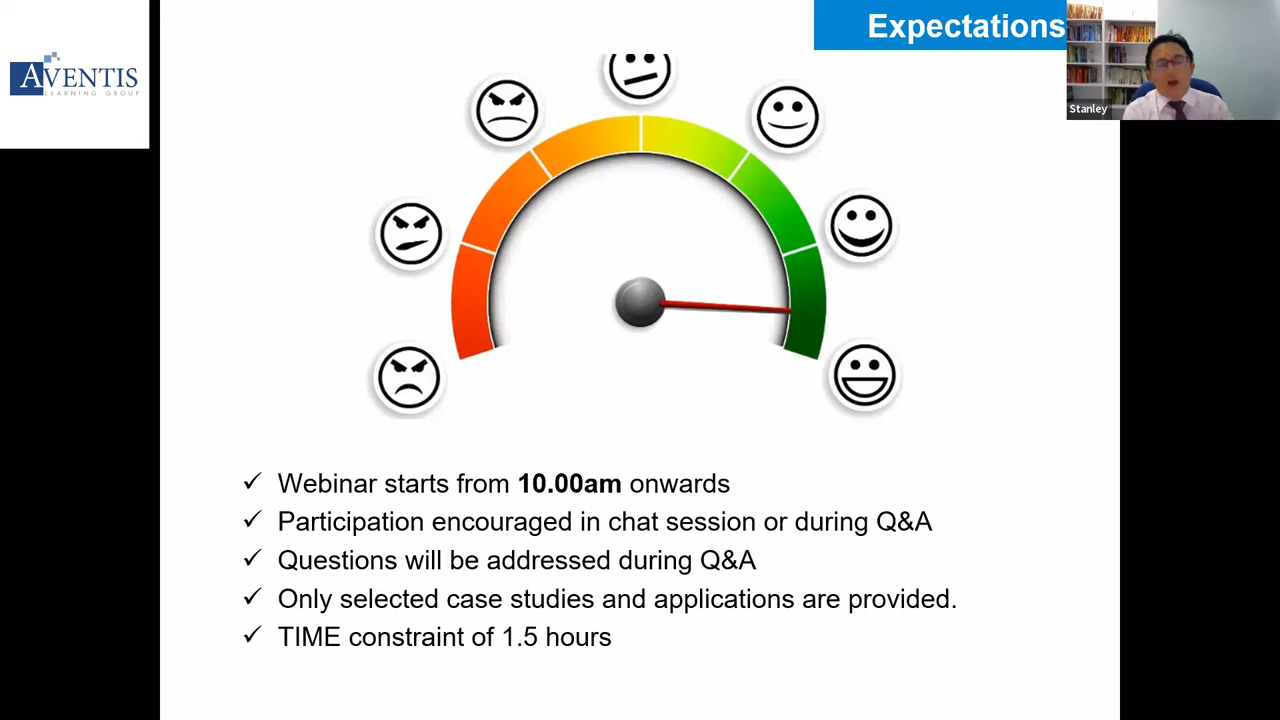 AVENTIS
LEARNING GROUP
Expectations
Stanley
✓ Webinar starts from 10.00am onwards
✓ Participation encouraged in chat session or during Q&A
✓ Questions will be addressed during Q&A
✓ Only selected case studies and applications are provided.
✓ TIME constraint of 1.5 hours